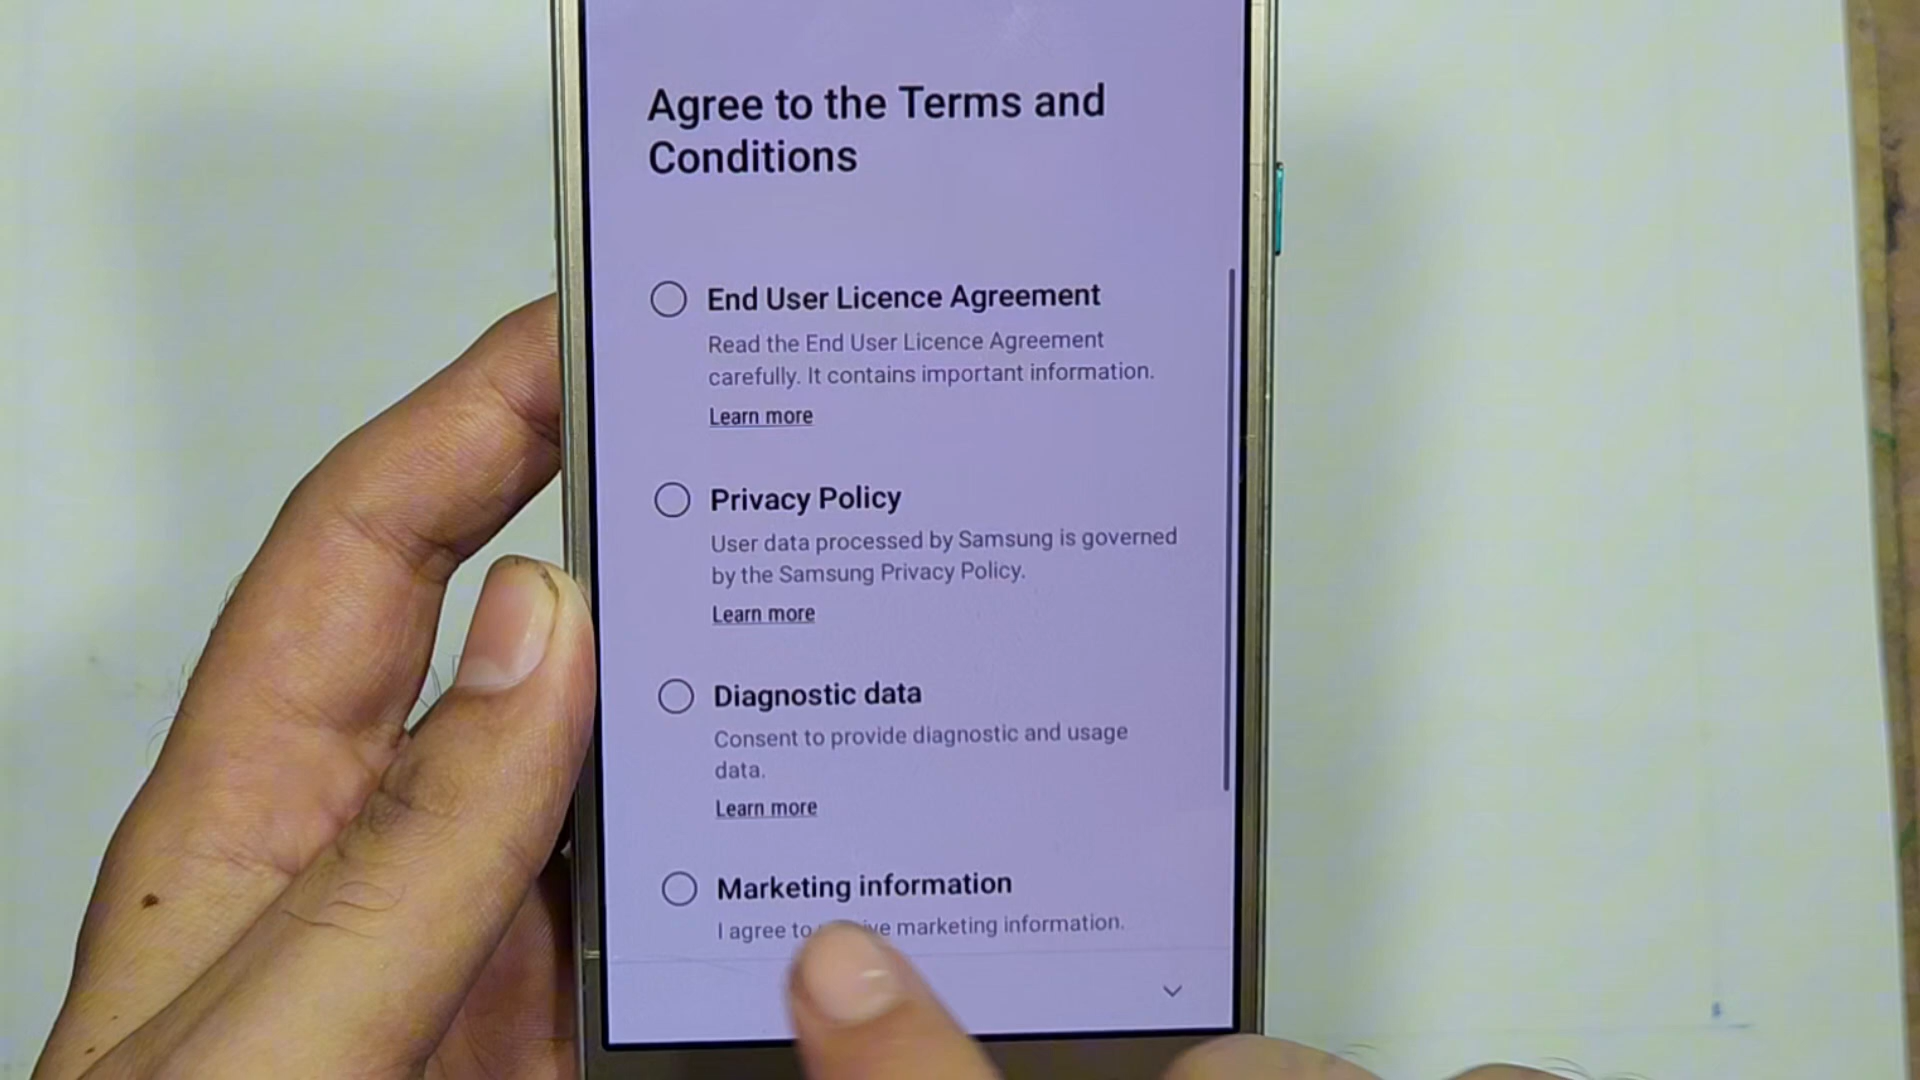 Agree to the Terms and
Conditions
End User Licence Agreement
Read the End User Licence Agreement
carefully. It contains important information.
Learn more
Privacy Policy
User data processed by Samsung is governed
by the Samsung Privacy Policy.
Learn more
Diagnostic data
Consent to provide diagnostic and usage
data.
Learn more
Marketing information
I agree to marketing information.